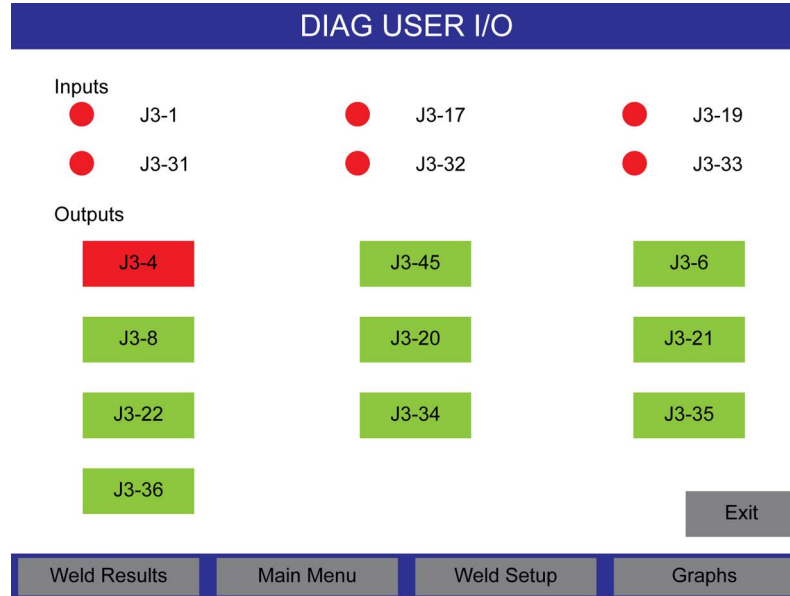 DIAG USER I/O
Inputs
J3-1 J3-17 J3-19
J3-31 J3-32 J3-33
Outputs
J3-4 J3-45 J3-6
J3-8 J3-20 J3-21
J3-22 J3-34 J3-35
J3-36
Exit
Weld Results Main Menu Weld Setup Graphs